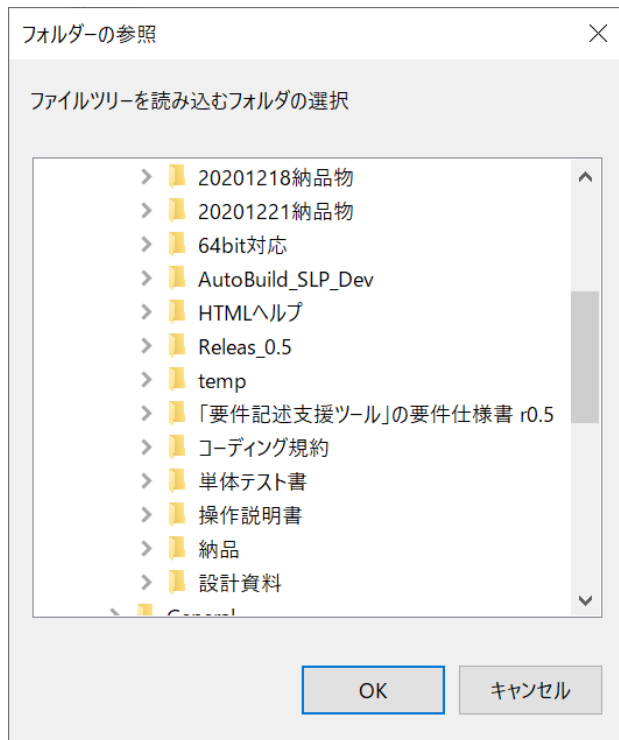 フォルダーの参照
ファイルツリーを読み込むフォルダの選択
20201218納品物
20201221納品物
64bit対応
AutoBuild_SLP_Dev
HTMLヘルプ
Releas_0.5
temp
「要件記述支援ツール」の要件仕様書 r0.5
コーディング規約
単体テスト書
操作説明書
納品
設計資料
General
OK
キャンセル